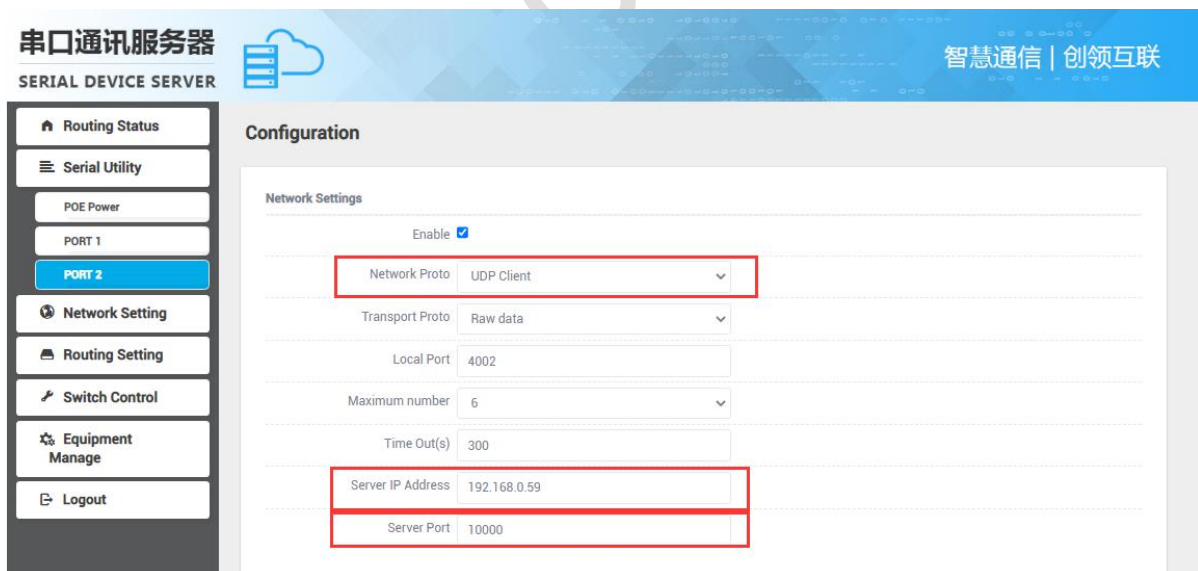 串口通讯服务器
SERIAL DEVICE SERVER
智慧通信 | 创领互联
Routing Status
Serial Utility
POE Power
PORT 1
PORT 2
Network Setting
Routing Setting
Switch Control
Equipment
Manage
Logout
Configuration
Network Settings
Enable
Network Proto UDP Client
Transport Proto Raw data
Local Port 4002
Maximum number 6
Time Out(s) 300
Server IP Address 192.168.0.59
Server Port 10000